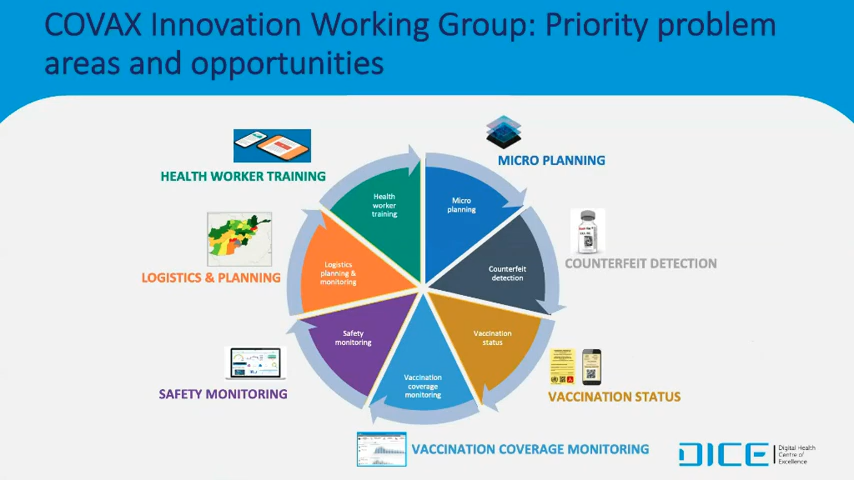 COVAX Innovation Working Group: Priority problem
areas and opportunities
HEALTH WORKER TRAINING
MICRO PLANNING
Health
worker
training
Micro
planning
LOGISTICS & PLANNING
Logistics
planning &
monitoring
Counterfeit
detection
COUNTERFEIT DETECTION
SAFETY MONITORING
Safety
monitoring
Vaccination
status
VACCINATION STATUS
Vaccination
coverage
monitoring
VACCINATION COVERAGE MONITORING
DICE
Digital Health
Centre of
Excellence